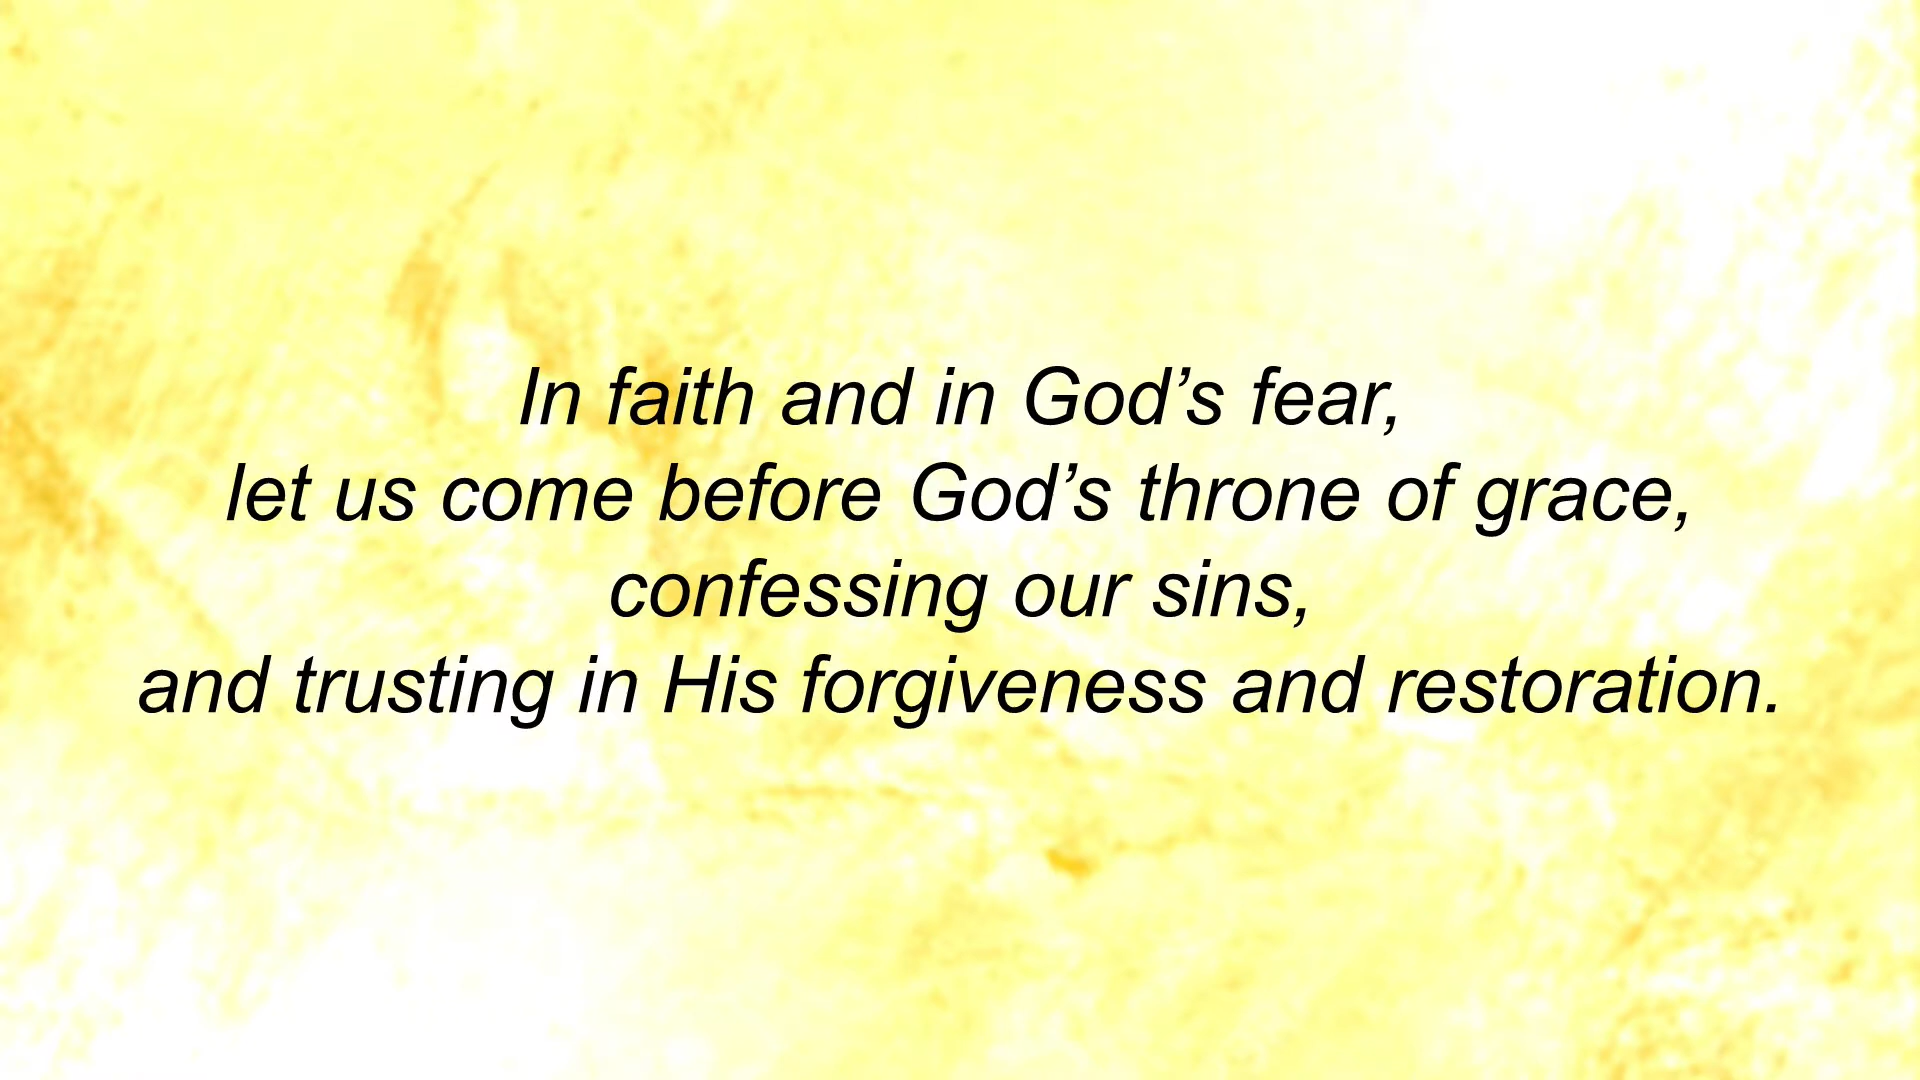 In faith and in God’s fear,
let us come before God’s throne of grace,
confessing our sins,
and trusting in His forgiveness and restoration.